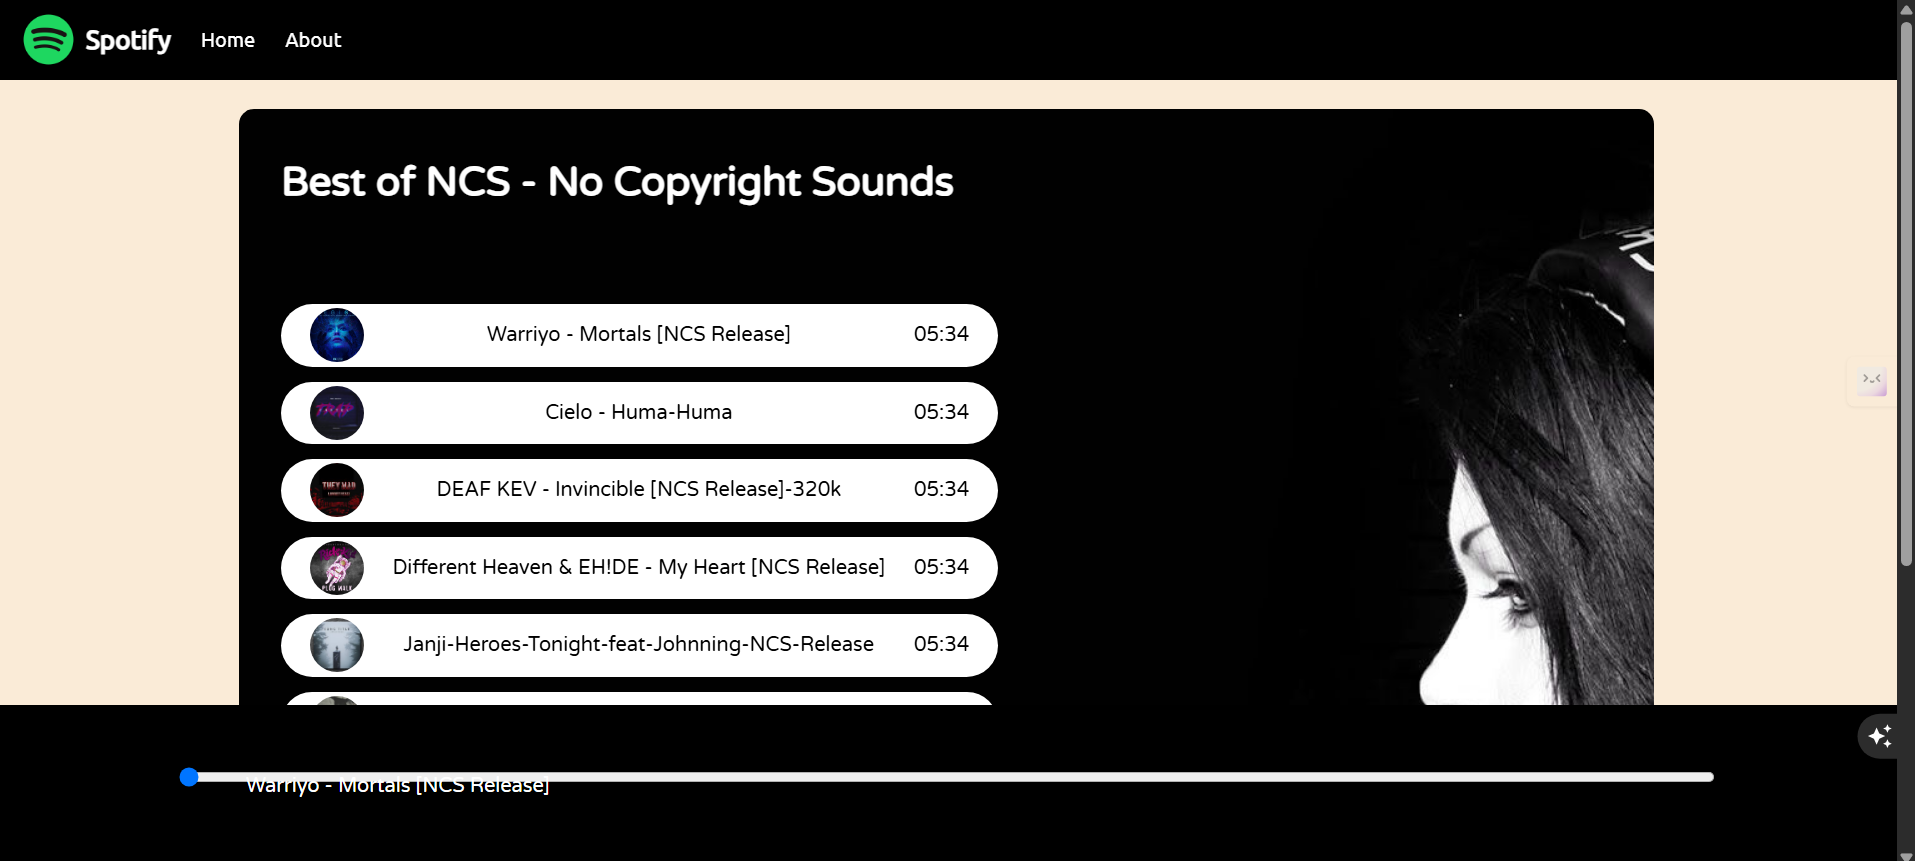 Spotify Home About
Best of NCS - No Copyright Sounds
Warriyo - Mortals [NCS Release] 05:34
Cielo - Huma-Huma 05:34
DEAF KEV - Invincible [NCS Release]-320k 05:34
Different Heaven & EH!DE - My Heart [NCS Release] 05:34
Janji-Heroes-Tonight-feat-Johnning-NCS-Release 05:34
Warriyo - Mortals [NCS Release]